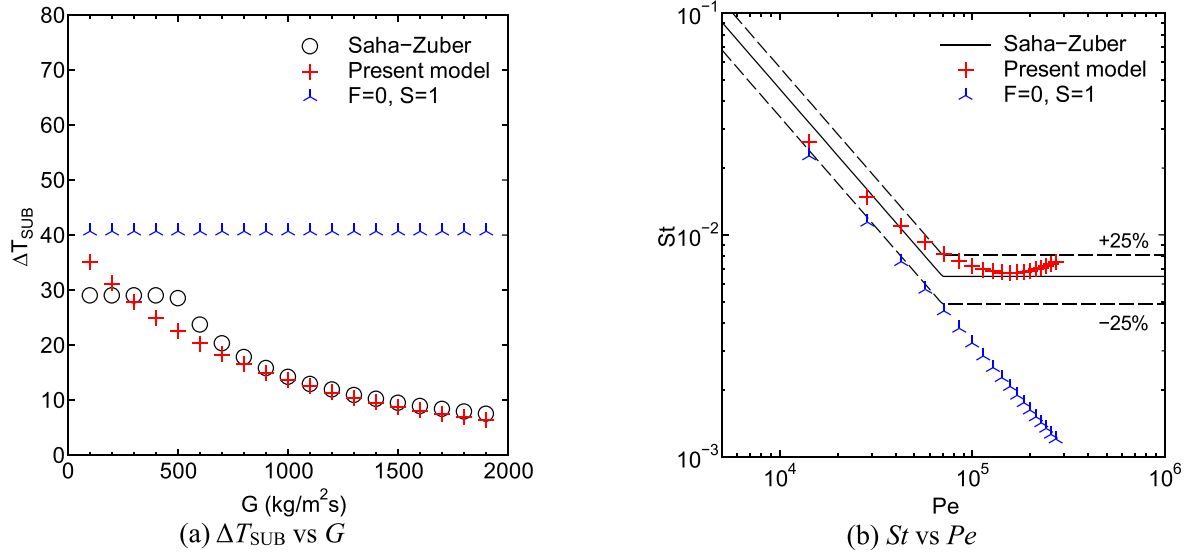 80
70
60
50
40
30
20
10
0
ΔT_SUB
Saha−Zuber
Present model
F=0, S=1
0 500 1000 1500 2000
G (kg/m²s)
(a) ΔT_SUB vs G
10⁻¹
10⁻²
10⁻³
St
Saha−Zuber
Present model
F=0, S=1
+25%
−25%
10⁴ 10⁵ 10⁶
Pe
(b) St vs Pe